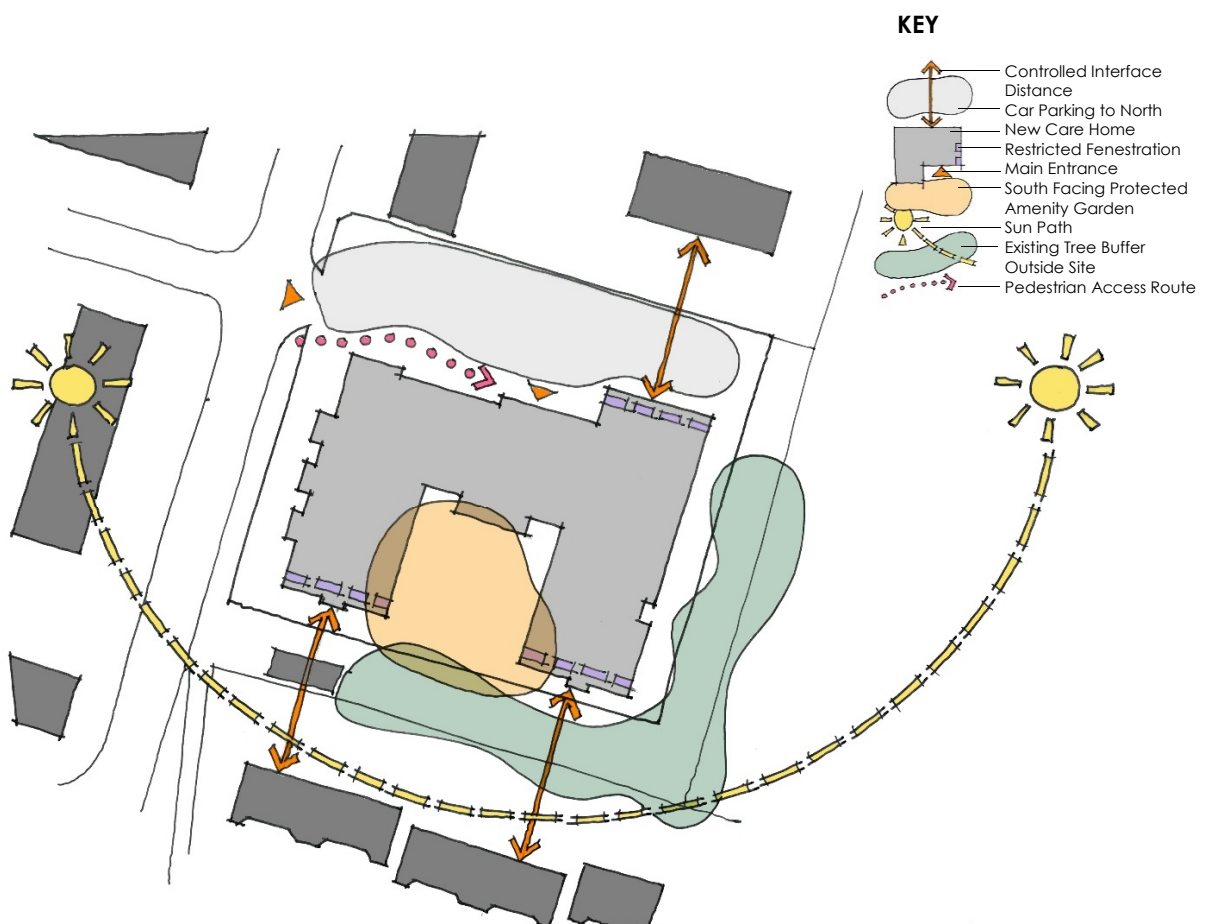 KEY
Controlled Interface
Distance
Car Parking to North
New Care Home
Restricted Fenestration
Main Entrance
South Facing Protected
Amenity Garden
Sun Path
Existing Tree Buffer
Outside Site
Pedestrian Access Route